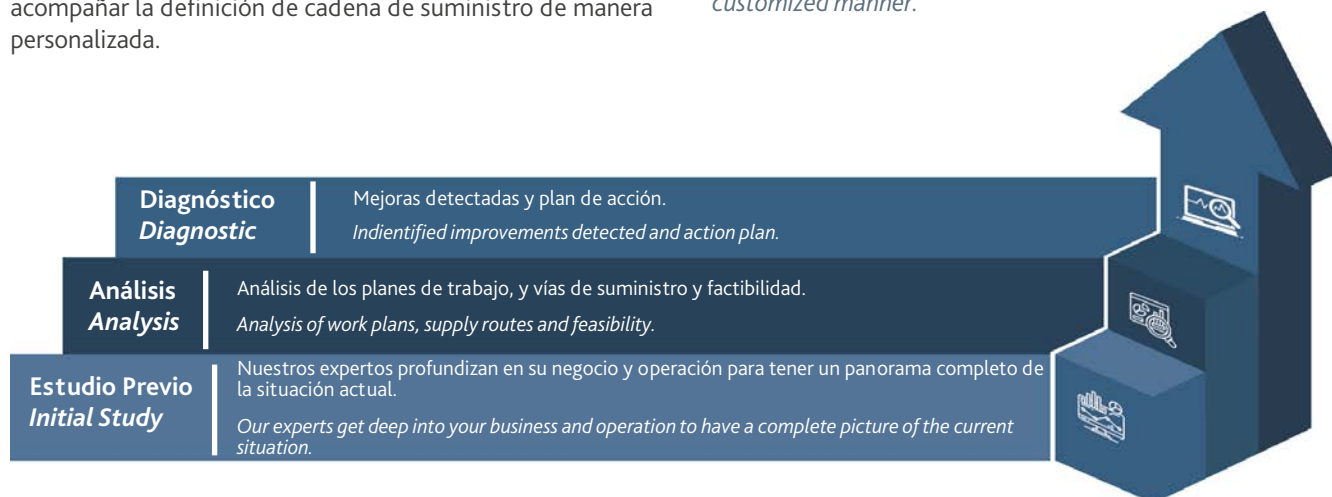 acompañar la definición de cadena de suministro de manera
personalizada.
customized manner.
Diagnóstico
Diagnostic
Mejoras detectadas y plan de acción.
Indientified improvements detected and action plan.
Análisis
Analysis
Análisis de los planes de trabajo, y vías de suministro y factibilidad.
Analysis of work plans, supply routes and feasibility.
Estudio Previo
Initial Study
Nuestros expertos profundizan en su negocio y operación para tener un panorama completo de
la situación actual.
Our experts get deep into your business and operation to have a complete picture of the current
situation.